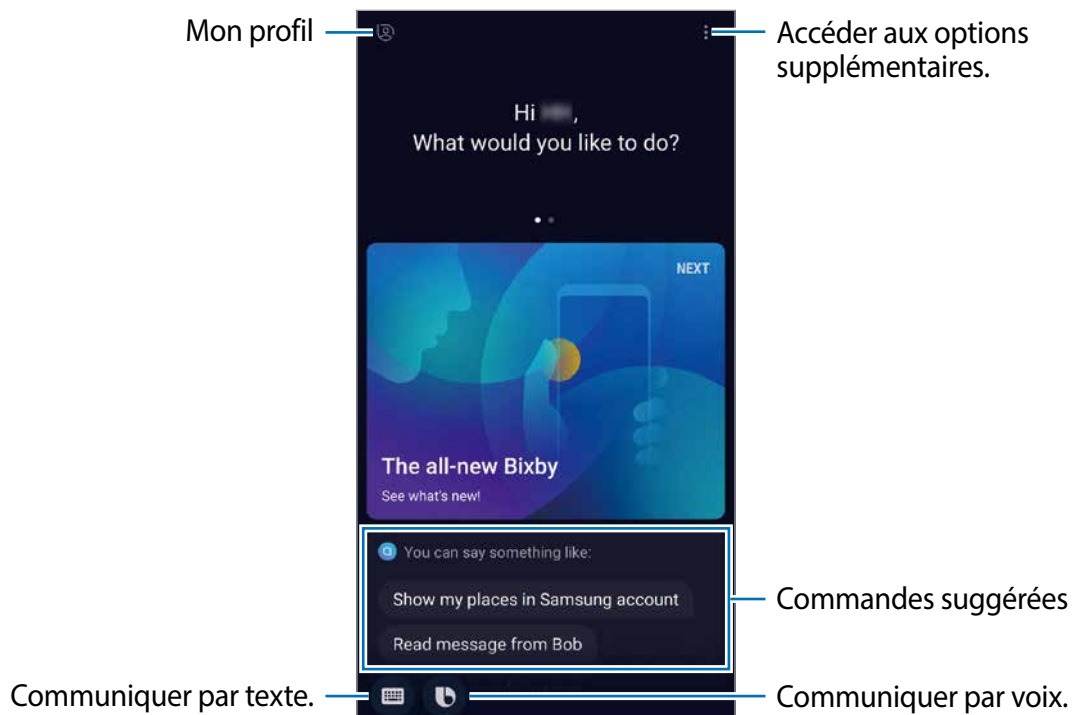 Mon profil
Accéder aux options
supplémentaires.
Hi ,
What would you like to do?
NEXT
The all-new Bixby
See what's new!
You can say something like:
Show my places in Samsung account
Commandes suggérées
Read message from Bob
Communiquer par texte.
Communiquer par voix.